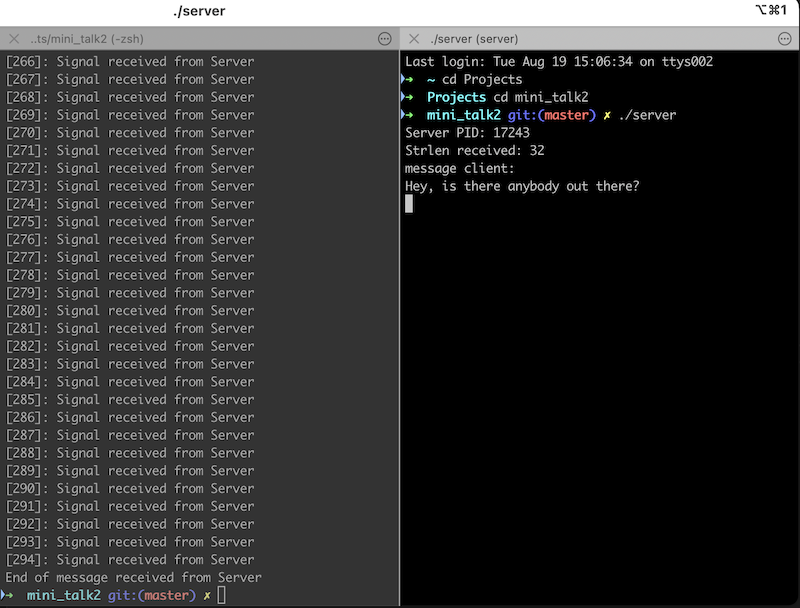 ./server
⌥⌘1
..ts/mini_talk2 (-zsh)
[266]: Signal received from Server
[267]: Signal received from Server
[268]: Signal received from Server
[269]: Signal received from Server
[270]: Signal received from Server
[271]: Signal received from Server
[272]: Signal received from Server
[273]: Signal received from Server
[274]: Signal received from Server
[275]: Signal received from Server
[276]: Signal received from Server
[277]: Signal received from Server
[278]: Signal received from Server
[279]: Signal received from Server
[280]: Signal received from Server
[281]: Signal received from Server
[282]: Signal received from Server
[283]: Signal received from Server
[284]: Signal received from Server
[285]: Signal received from Server
[286]: Signal received from Server
[287]: Signal received from Server
[288]: Signal received from Server
[289]: Signal received from Server
[290]: Signal received from Server
[291]: Signal received from Server
[292]: Signal received from Server
[293]: Signal received from Server
[294]: Signal received from Server
End of message received from Server
➜ mini_talk2 git:(master) ✗
./server (server)
Last login: Tue Aug 19 15:06:34 on ttys002
➜ ~ cd Projects
➜ Projects cd mini_talk2
➜ mini_talk2 git:(master) ✗ ./server
Server PID: 17243
Strlen received: 32
message client:
Hey, is there anybody out there?